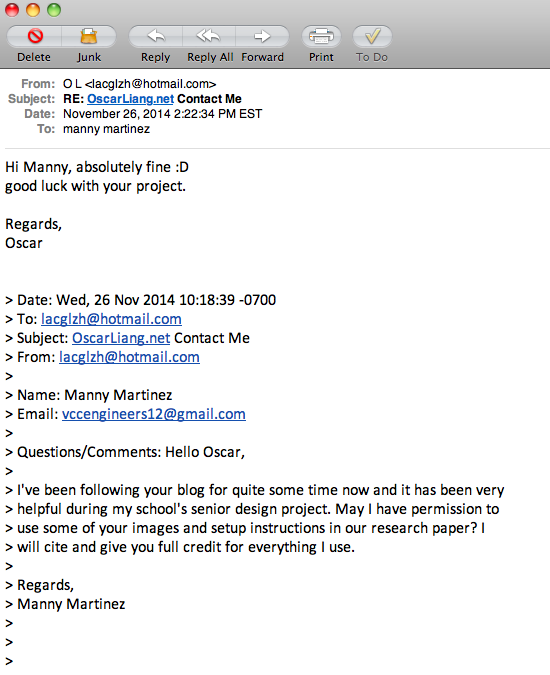 Delete Junk Reply Reply All Forward Print To Do
From: O L <lacglzh@hotmail.com>
Subject: RE: OscarLiang.net Contact Me
Date: November 26, 2014 2:22:34 PM EST
To: manny martinez
Hi Manny, absolutely fine :D
good luck with your project.
Regards,
Oscar
> Date: Wed, 26 Nov 2014 10:18:39 -0700
> To: lacglzh@hotmail.com
> Subject: OscarLiang.net Contact Me
> From: lacglzh@hotmail.com
>
> Name: Manny Martinez
> Email: vccengineers12@gmail.com
>
> Questions/Comments: Hello Oscar,
>
> I've been following your blog for quite some time now and it has been very
> helpful during my school's senior design project. May I have permission to
> use some of your images and setup instructions in our research paper? I
> will cite and give you full credit for everything I use.
>
> Regards,
> Manny Martinez
>
>
>